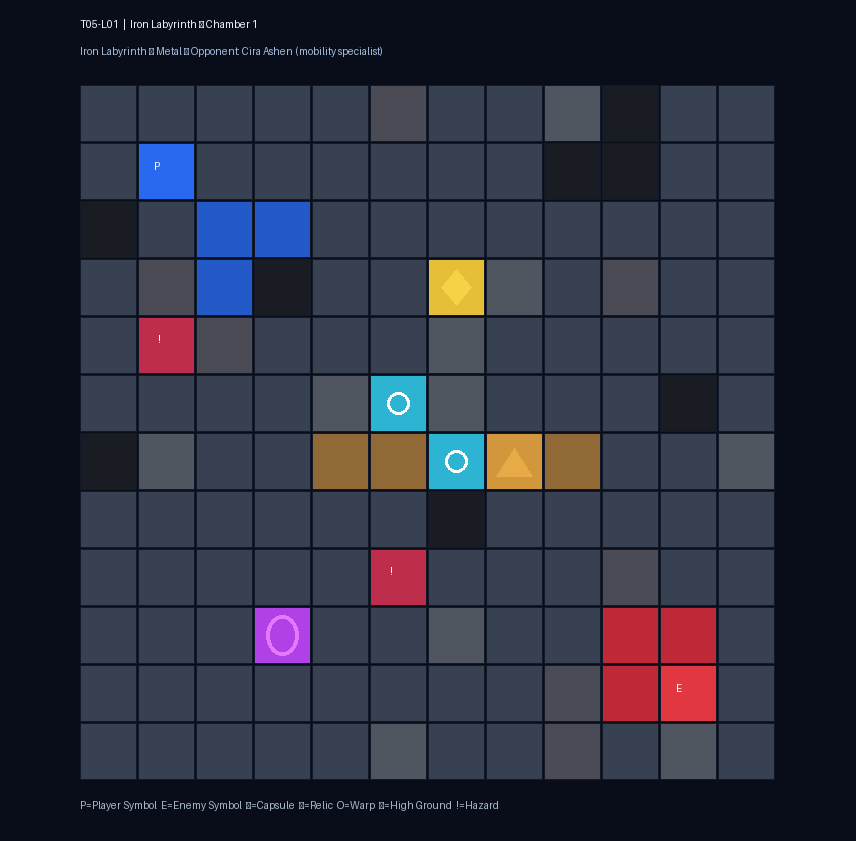 T05-L01 | Iron Labyrinth □ Chamber 1
Iron Labyrinth □ Metal □ Opponent: Cira Ashen (mobility specialist)
P
!
!
E
P=Player Symbol E=Enemy Symbol □=Capsule □=Relic O=Warp □=High Ground !=Hazard